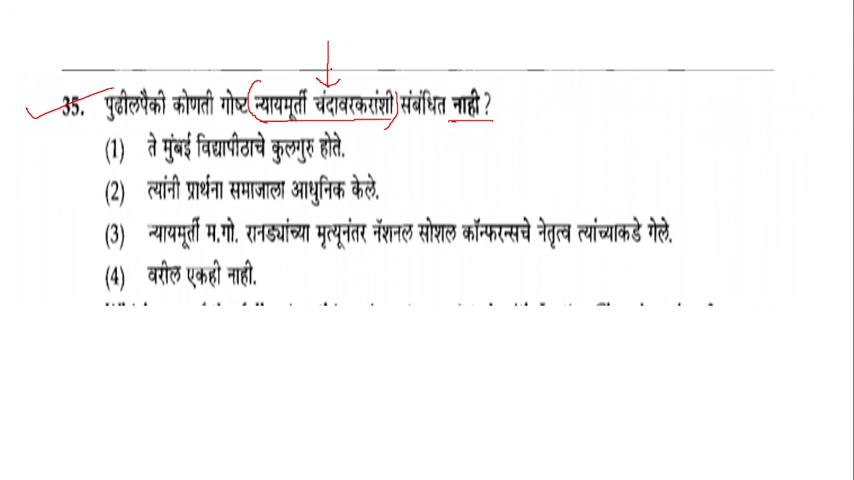 35. पुढीलपैकी कोणती गोष्ट न्यायमूर्ती चंदावरकरांशी संबंधित नाही ?
(1) ते मुंबई विद्यापीठाचे कुलगुरु होते.
(2) त्यांनी प्रार्थना समाजाला आधुनिक केले.
(3) न्यायमूर्ती म.गो. रानड्यांच्या मृत्यूनंतर नॅशनल सोशल कॉन्फरन्सचे नेतृत्व त्यांच्याकडे गेले.
(4) वरील एकही नाही.